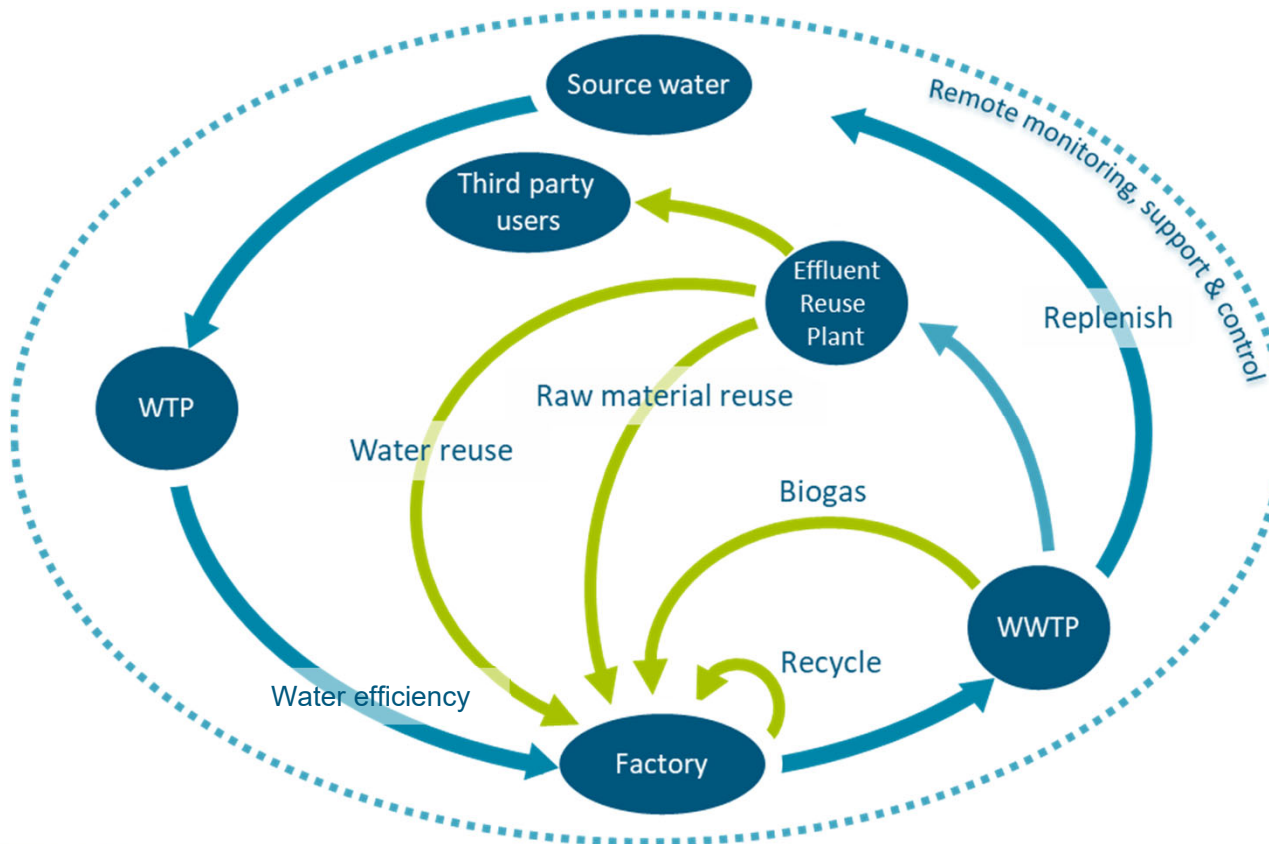 Source water
Remote monitoring, support & control
Third party
users
Effluent
Reuse
Plant
Replenish
WTP
Raw material reuse
Water reuse
Biogas
WWTP
Recycle
Water efficiency
Factory